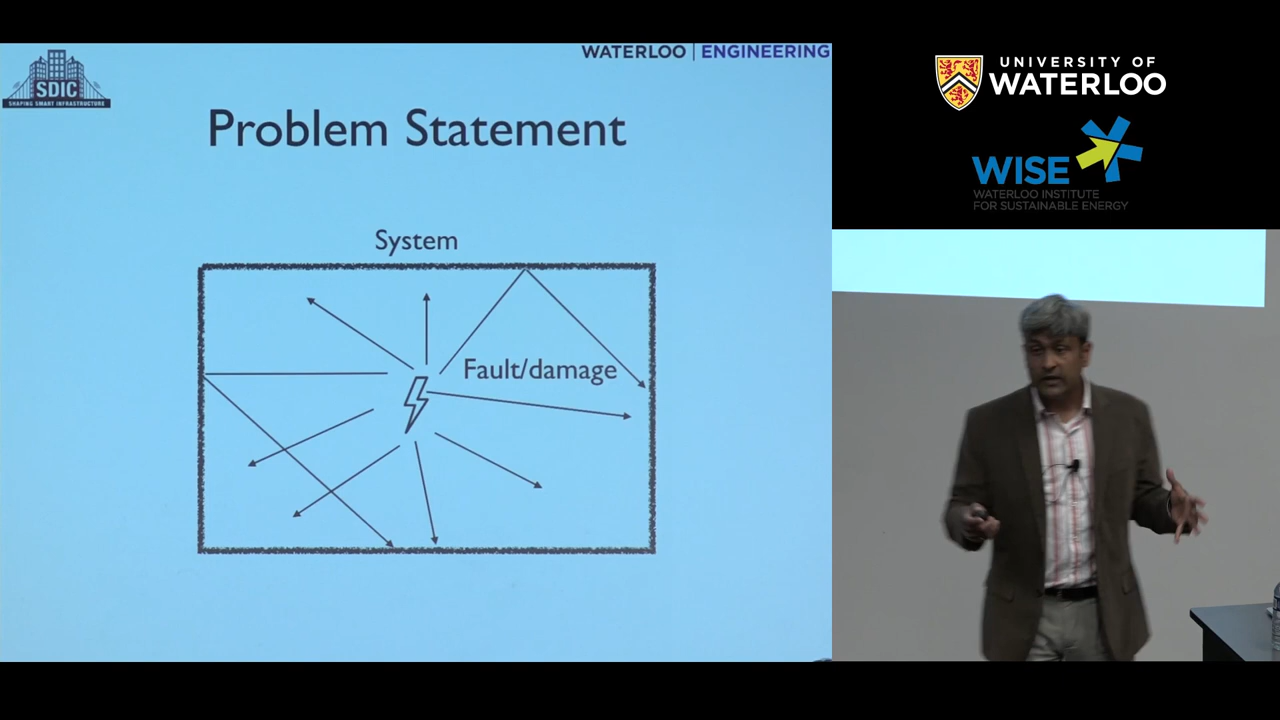 SDIC
SHAPING SMART INFRASTRUCTURE
WATERLOO | ENGINEERING
Problem Statement
System
Fault/damage
UNIVERSITY OF
WATERLOO
WISE
WATERLOO INSTITUTE
FOR SUSTAINABLE ENERGY